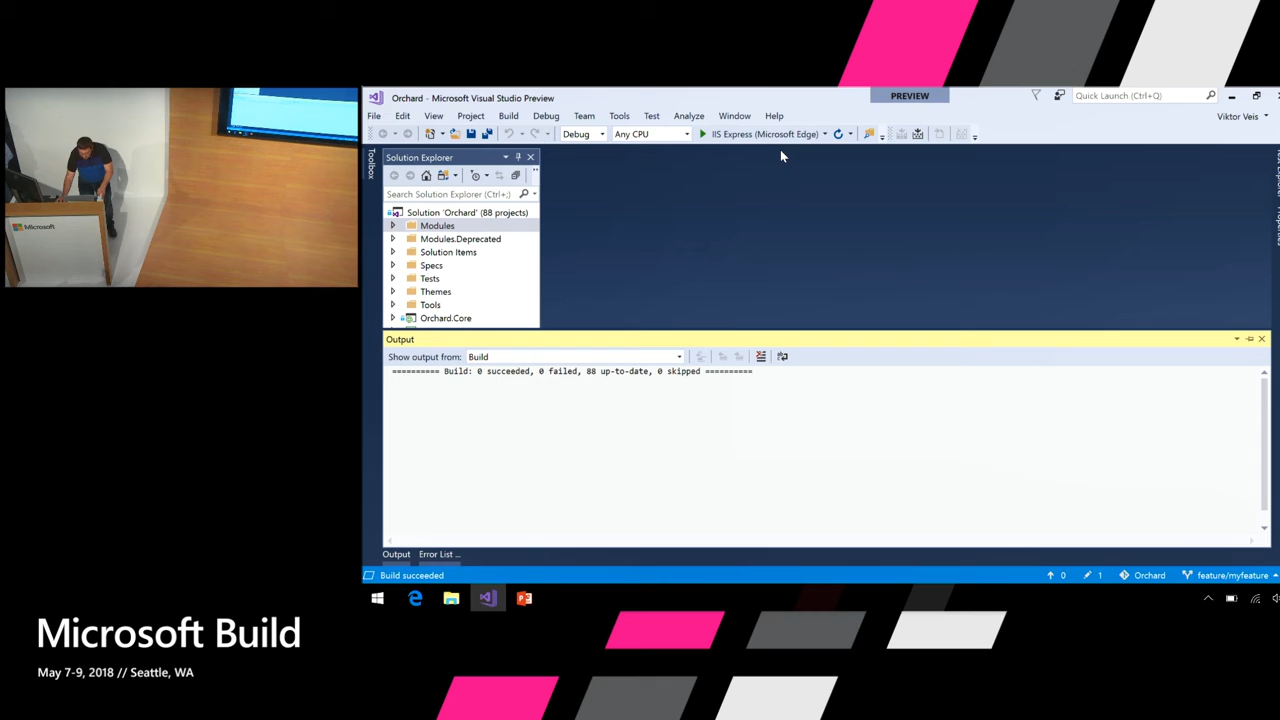 Microsoft
Orchard - Microsoft Visual Studio Preview
PREVIEW
Quick Launch (Ctrl+Q)
File Edit View Project Build Debug Team Tools Test Analyze Window Help
Viktor Veis
Debug
Any CPU
IIS Express (Microsoft Edge)
Toolbox
Solution Explorer
Search Solution Explorer (Ctrl+;)
Solution 'Orchard' (88 projects)
Modules
Modules.Deprecated
Solution Items
Specs
Tests
Themes
Tools
Orchard.Core
Output
Show output from: Build
========== Build: 0 succeeded, 0 failed, 88 up-to-date, 0 skipped ==========
Output Error List ...
Build succeeded
0 1 Orchard feature/myfeature
Microsoft Build
May 7-9, 2018 // Seattle, WA